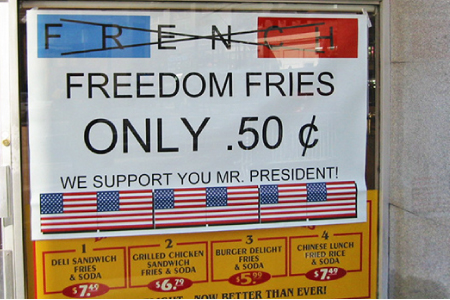 FRENCH
FREEDOM FRIES
ONLY .50 ¢
WE SUPPORT YOU MR. PRESIDENT!
1
DELI SANDWICH
FRIES
& SODA
$7.49
2
GRILLED CHICKEN
SANDWICH
FRIES & SODA
$6.79
3
BURGER DELIGHT
FRIES
& SODA
$5.99
4
CHINESE LUNCH
FRIED RICE
& SODA
$7.49
NOW BETTER THAN EVER!